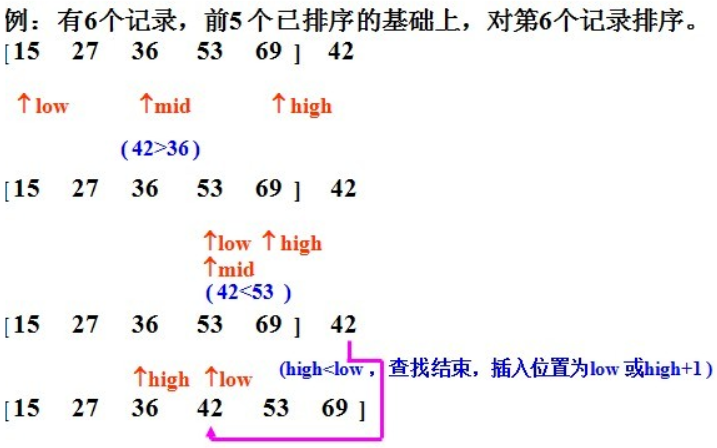 例：有6个记录，前5个已排序的基础上，对第6个记录排序。
[15 27 36 53 69 ] 42
↑low ↑mid ↑high
( 42>36 )
[15 27 36 53 69 ] 42
↑low ↑high
↑mid
( 42<53 )
[15 27 36 53 69 ] 42
↑high ↑low (high<low ，查找结束，插入位置为low 或high+1 )
[15 27 36 42 53 69 ]